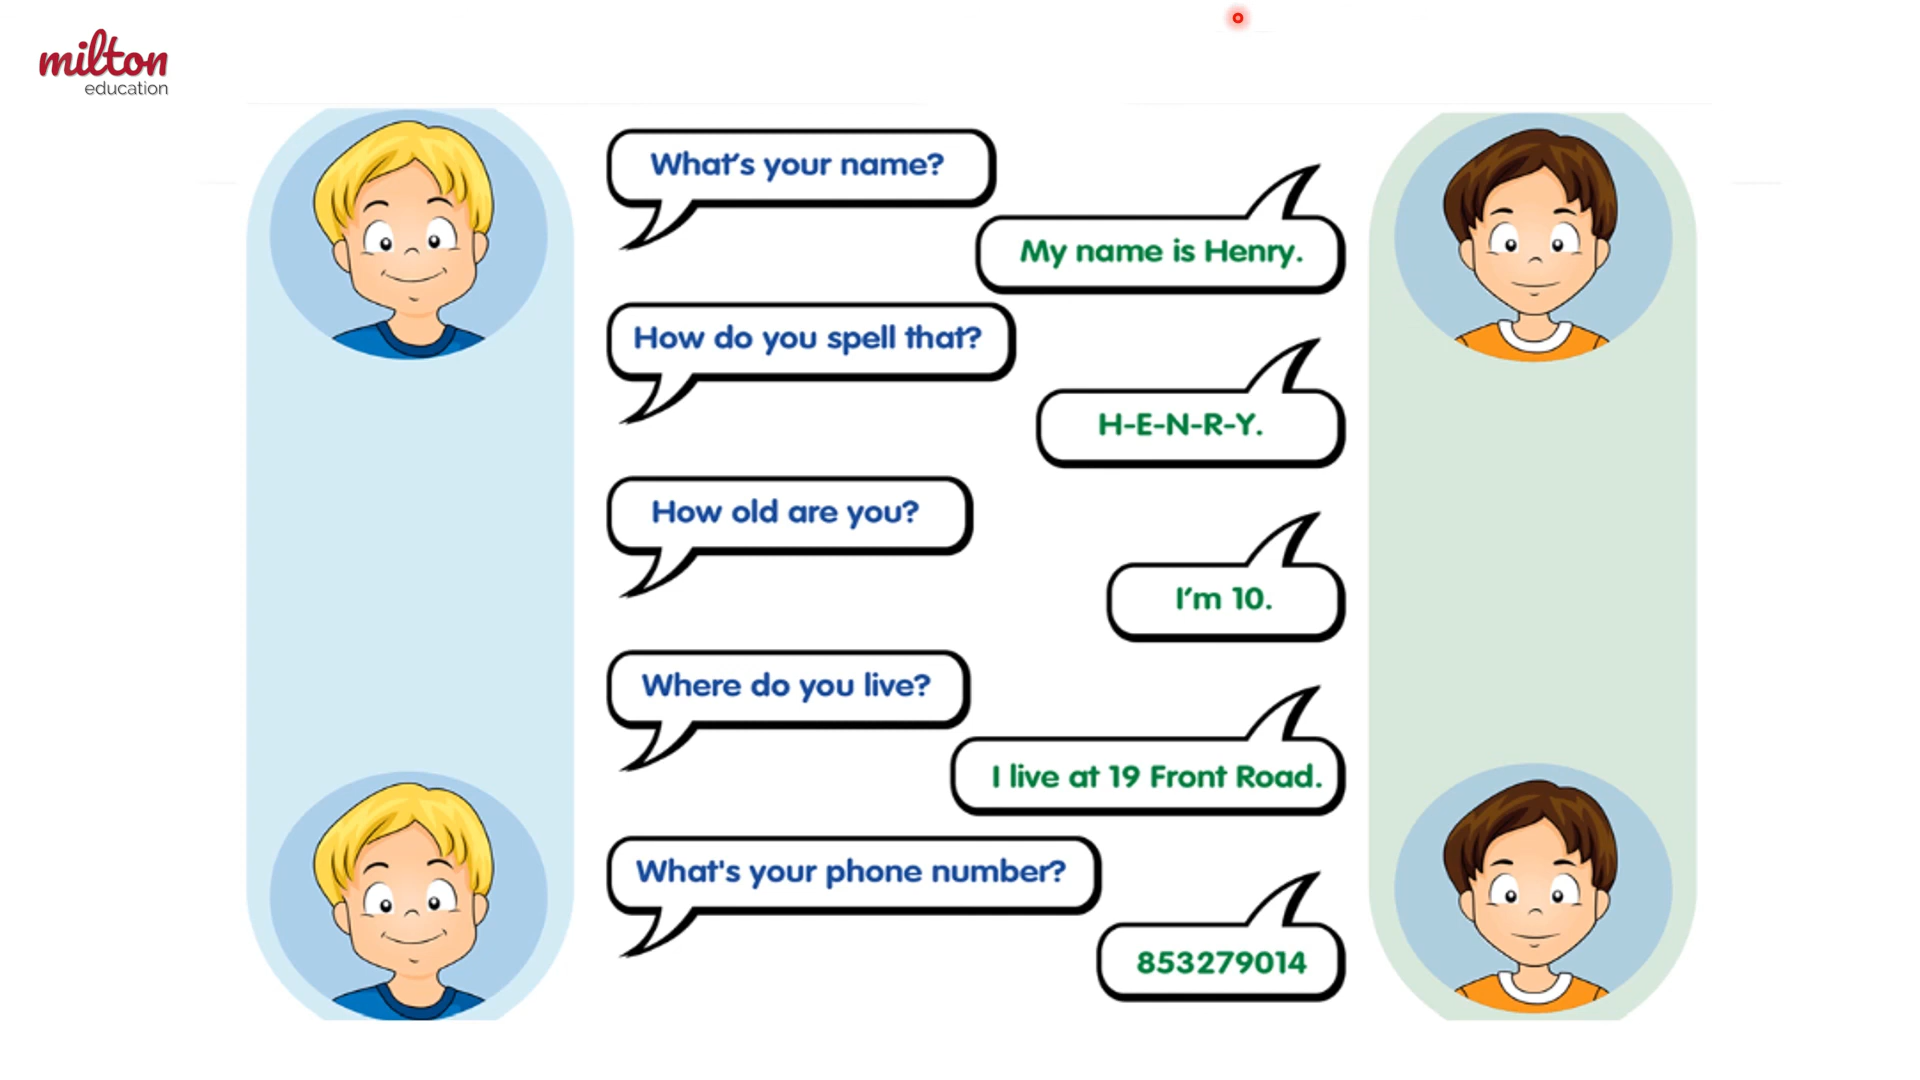 milton
education
What's your name?
My name is Henry.
How do you spell that?
H-E-N-R-Y.
How old are you?
I'm 10.
Where do you live?
I live at 19 Front Road.
What's your phone number?
853279014